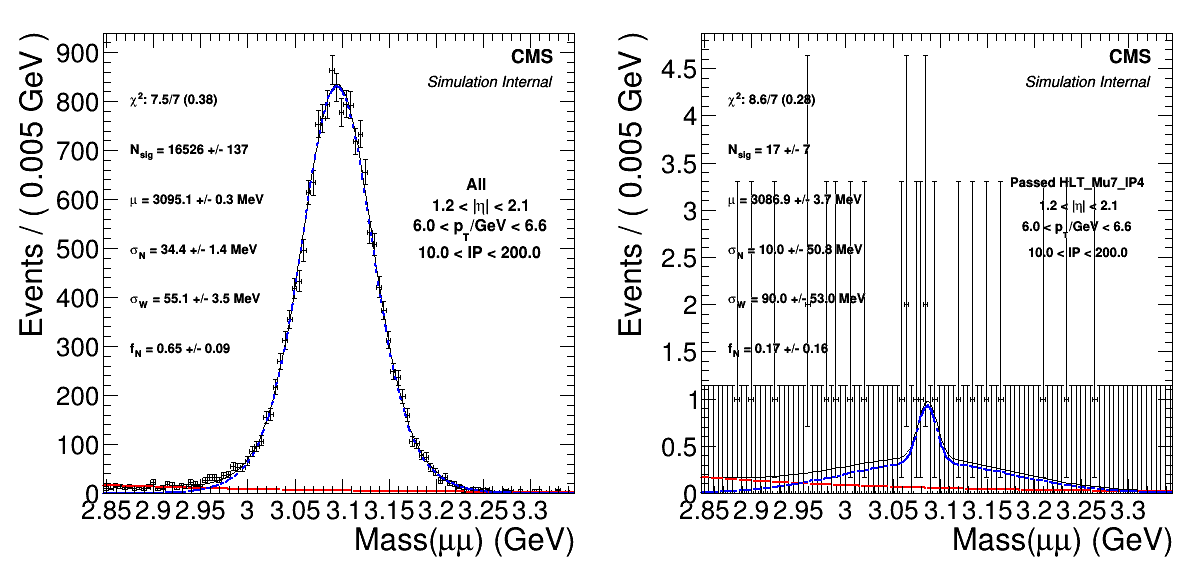 CMS
Simulation Internal
χ²: 7.5/7 (0.38)
N_sig = 16526 +/- 137
μ = 3095.1 +/- 0.3 MeV
σ_N = 34.4 +/- 1.4 MeV
σ_W = 55.1 +/- 3.5 MeV
f_N = 0.65 +/- 0.09
All
1.2 < |η| < 2.1
6.0 < p_T/GeV < 6.6
10.0 < IP < 200.0
Events / ( 0.005 GeV )
900
800
700
600
500
400
300
200
100
0
2.85 2.9 2.95 3 3.05 3.1 3.15 3.2 3.25 3.3
Mass(μμ) (GeV)
CMS
Simulation Internal
χ²: 8.6/7 (0.28)
N_sig = 17 +/- 7
μ = 3086.9 +/- 3.7 MeV
σ_N = 10.0 +/- 50.8 MeV
σ_W = 90.0 +/- 53.0 MeV
f_N = 0.17 +/- 0.16
Passed HLT_Mu7_IP4
1.2 < |η| < 2.1
6.0 < p_T/GeV < 6.6
10.0 < IP < 200.0
Events / ( 0.005 GeV )
4.5
4
3.5
3
2.5
2
1.5
1
0.5
0
2.85 2.9 2.95 3 3.05 3.1 3.15 3.2 3.25 3.3
Mass(μμ) (GeV)